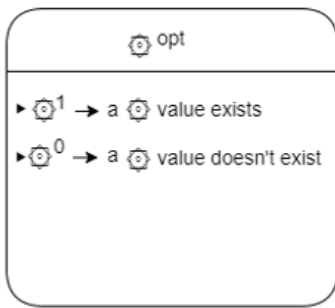 opt
1 → a value exists
0 → a value doesn't exist